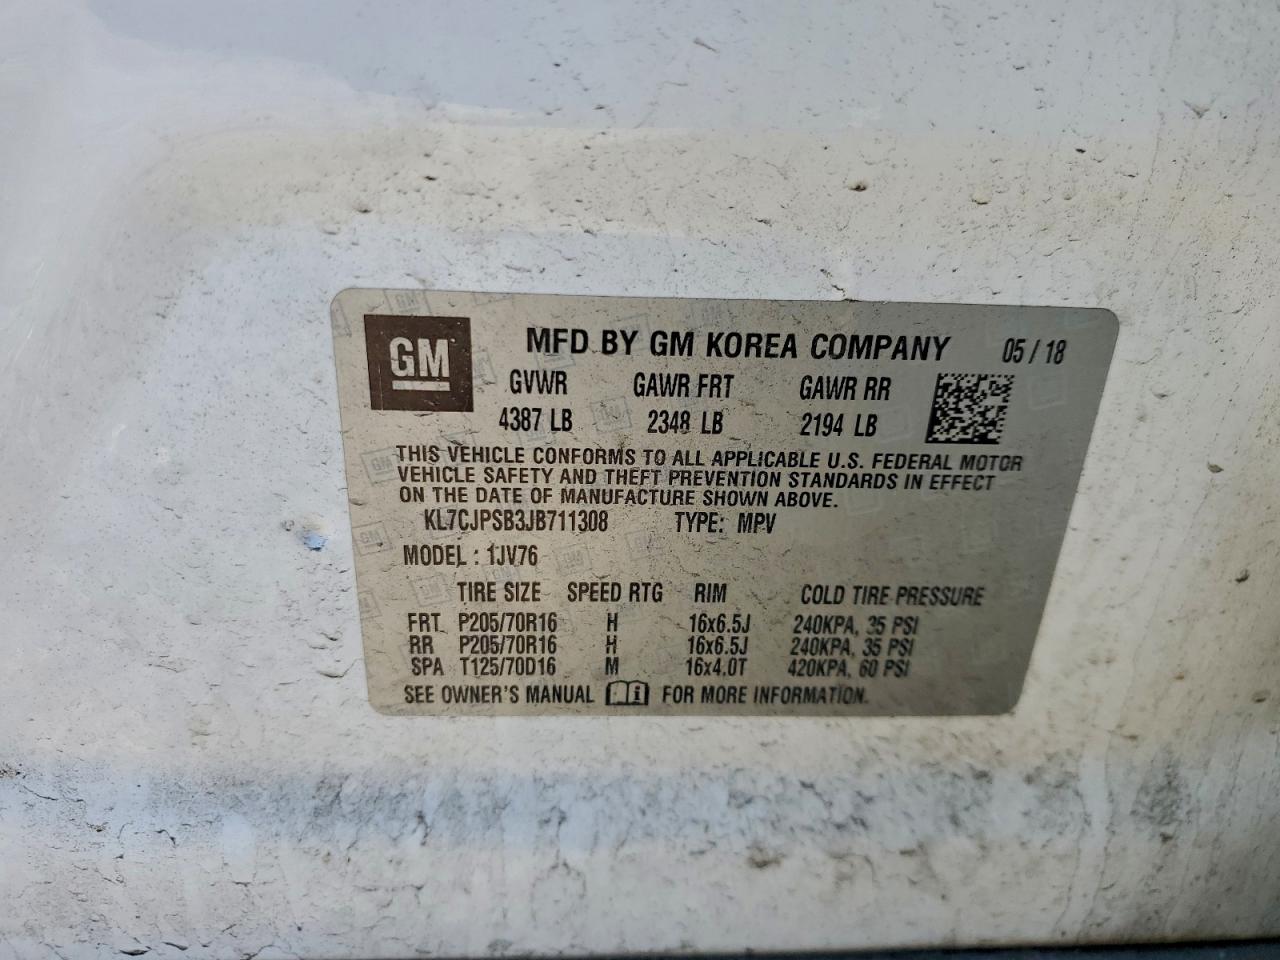 GM MFD BY GM KOREA COMPANY 05 / 18
GVWR GAWR FRT GAWR RR
4387 LB 2348 LB 2194 LB
THIS VEHICLE CONFORMS TO ALL APPLICABLE U.S. FEDERAL MOTOR
VEHICLE SAFETY AND THEFT PREVENTION STANDARDS IN EFFECT
ON THE DATE OF MANUFACTURE SHOWN ABOVE.
KL7CJPSB3JB711308 TYPE: MPV
MODEL : 1JV76
TIRE SIZE SPEED RTG RIM COLD TIRE PRESSURE
FRT P205/70R16 H 16x6.5J 240KPA, 35 PSI
RR P205/70R16 H 16x6.5J 240KPA, 35 PSI
SPA T125/70D16 M 16x4.0T 420KPA, 60 PSI
SEE OWNER'S MANUAL FOR MORE INFORMATION.